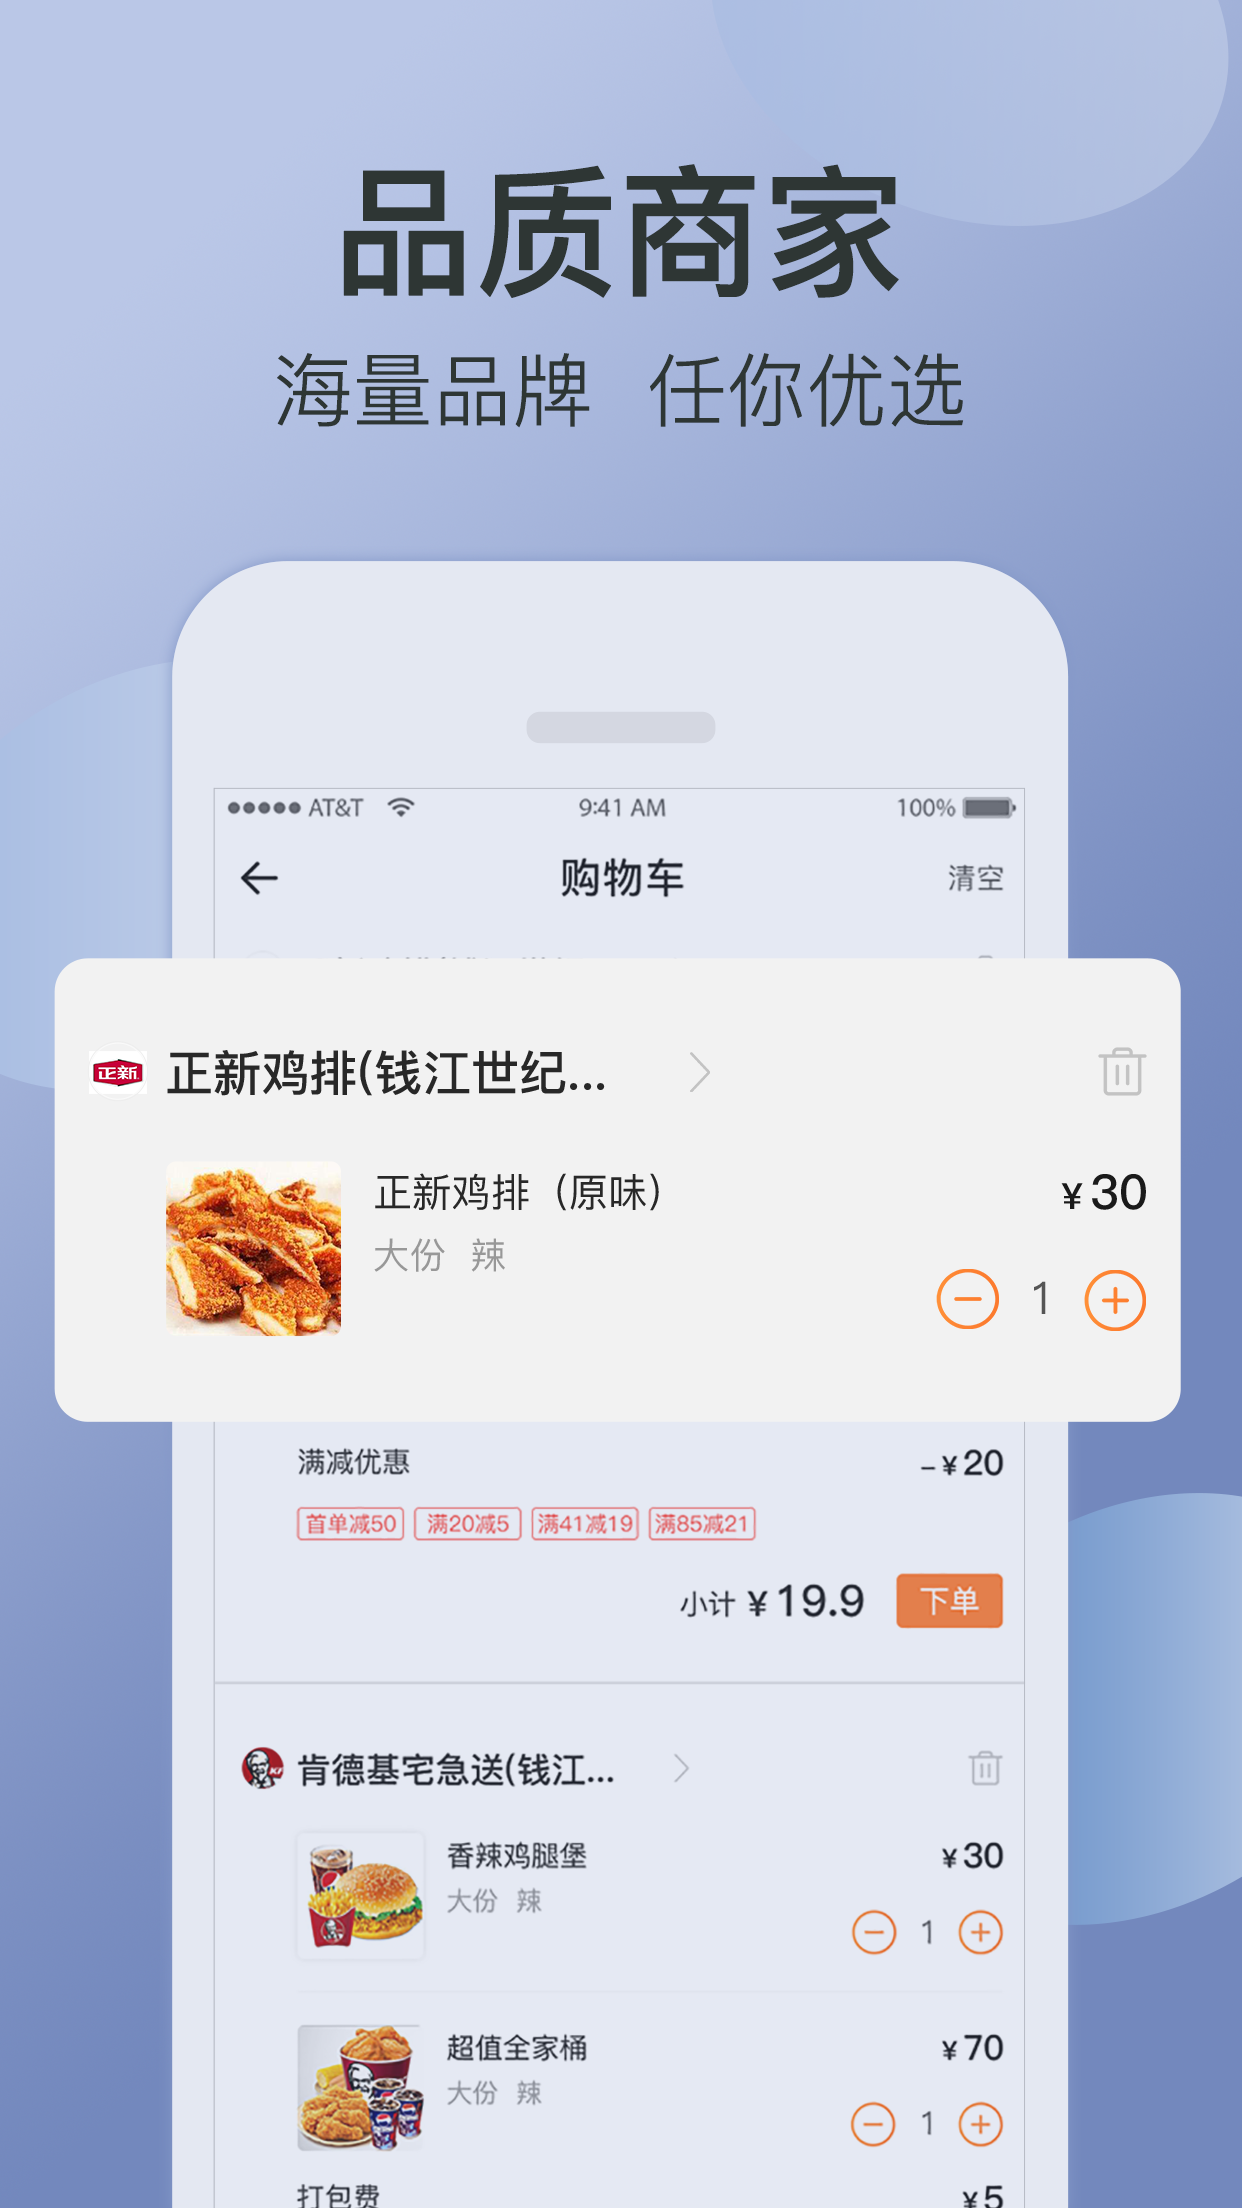 品质商家
海量品牌 任你优选
AT&T 9:41 AM 100%
购物车 清空
正新 正新鸡排(钱江世纪...
正新鸡排（原味） ¥30
大份 辣
1
满减优惠 -¥20
首单减50 满20减5 满41减19 满85减21
小计 ¥19.9 下单
肯德基宅急送(钱江...
香辣鸡腿堡 ¥30
大份 辣
1
超值全家桶 ¥70
大份 辣
1
打包费 ¥5